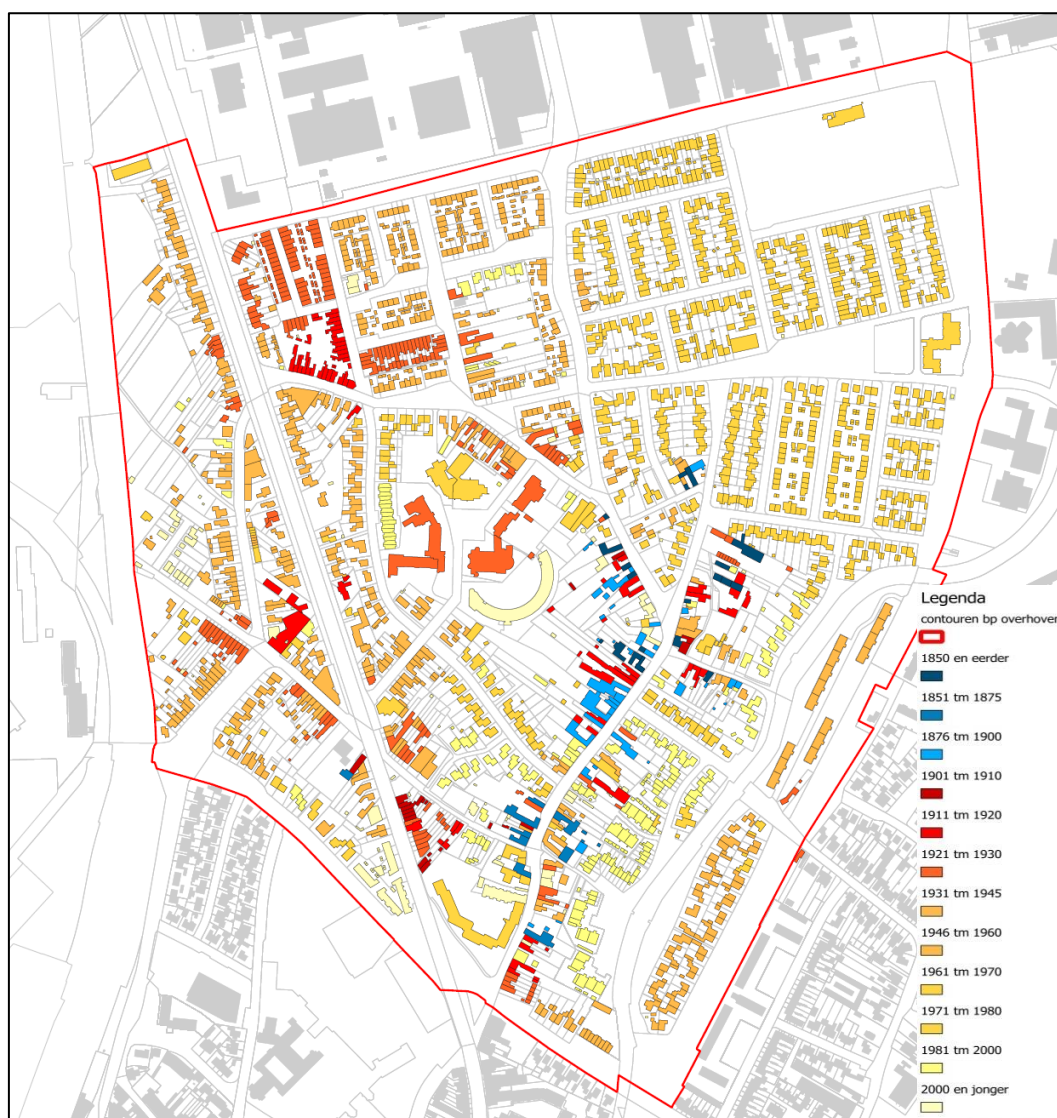 Legenda
contouren bp overhoven
1850 en eerder
1851 tm 1875
1876 tm 1900
1901 tm 1910
1911 tm 1920
1921 tm 1930
1931 tm 1945
1946 tm 1960
1961 tm 1970
1971 tm 1980
1981 tm 2000
2000 en jonger